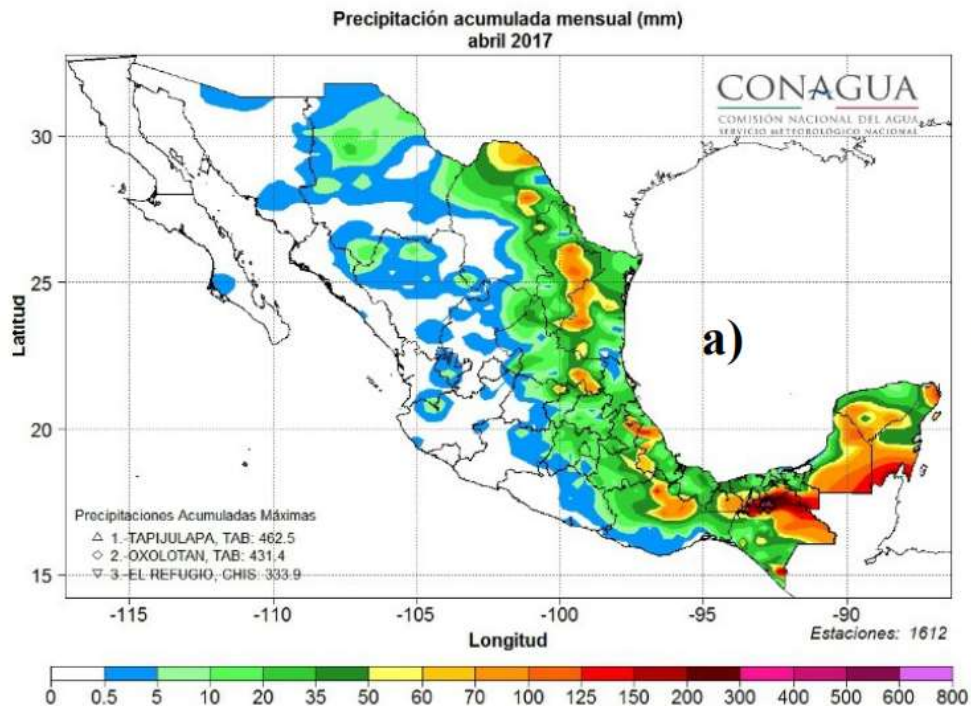 Precipitación acumulada mensual (mm)
abril 2017
CONAGUA
COMISIÓN NACIONAL DEL AGUA
SERVICIO METEOROLÓGICO NACIONAL
30
25
20
15
Latitud
a)
Precipitaciones Acumuladas Máximas
△ 1.-TAPIJULAPA, TAB: 462.5
◇ 2.-OXOLOTAN, TAB: 431.4
▽ 3.-EL REFUGIO, CHIS: 333.9
-115 -110 -105 -100 -95 -90
Longitud
Estaciones: 1612
0 0.5 5 10 20 35 50 60 70 100 125 150 200 300 400 500 600 800